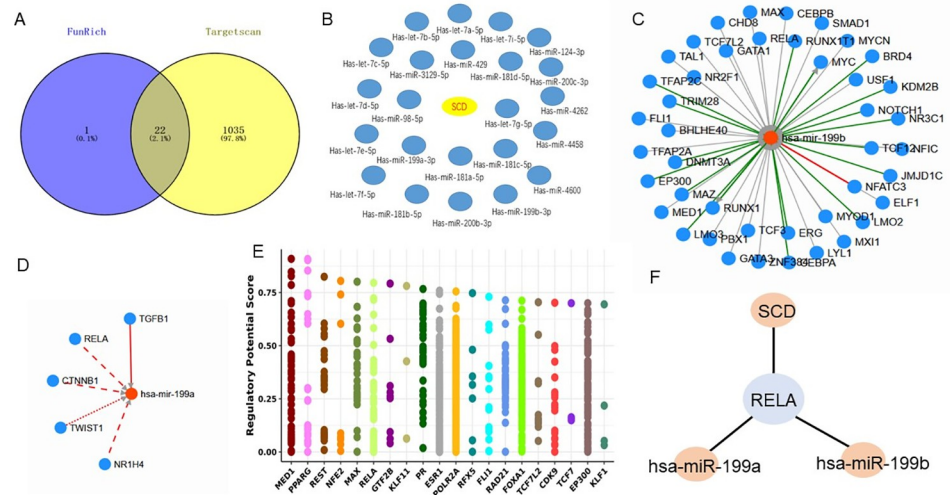 A
FunRich
Targetscan
1
(0.1%)
22
(2.1%)
1035
(97.8%)
B
Has-let-7a-5p
Has-let-7b-5p
Has-let-7i-5p
Has-miR-124-3p
Has-let-7c-5p
Has-miR-3129-5p
Has-miR-429
Has-miR-181d-5p
Has-miR-200c-3p
Has-let-7d-5p
Has-miR-98-5p
SCD
Has-let-7g-5p
Has-miR-4262
Has-let-7e-5p
Has-miR-199a-3p
Has-miR-181a-5p
Has-miR-181c-5p
Has-miR-4458
Has-let-7f-5p
Has-miR-181b-5p
Has-miR-200b-3p
Has-miR-199b-3p
Has-miR-4600
C
MAX
CEBPB
CHD8
SMAD1
TCF7L2
RELA
RUNX1T1
MYCN
TAL1
GATA1
MYC
BRD4
TFAP2C
NR2F1
USF1
KDM2B
TRIM28
NOTCH1
NR3C1
FLI1
BHLHE40
hsa-mir-199b
TCF12
NFIC
TFAP2A
DNMT3A
JMJD1C
EP300
NFATC3
MAZ
ELF1
MED1
RUNX1
MYOD1
LMO2
LMO3
PBX1
TCF3
ERG
MXI1
LYL1
GATA3
ZNF384
CEBPA
D
TGFB1
RELA
CTNNB1
hsa-mir-199a
TWIST1
NR1H4
E
Regulatory Potential Score
0.75
0.50
0.25
0.00
MED1
PPARG
REST
NFE2
MAX
RELA
GTF2B
KLF11
PR
ESR1
POLR2A
RFX5
FLI1
RAD21
FOXA1
TCF7L2
CDK9
TCF7
EP300
KLF1
F
SCD
RELA
hsa-miR-199a
hsa-miR-199b